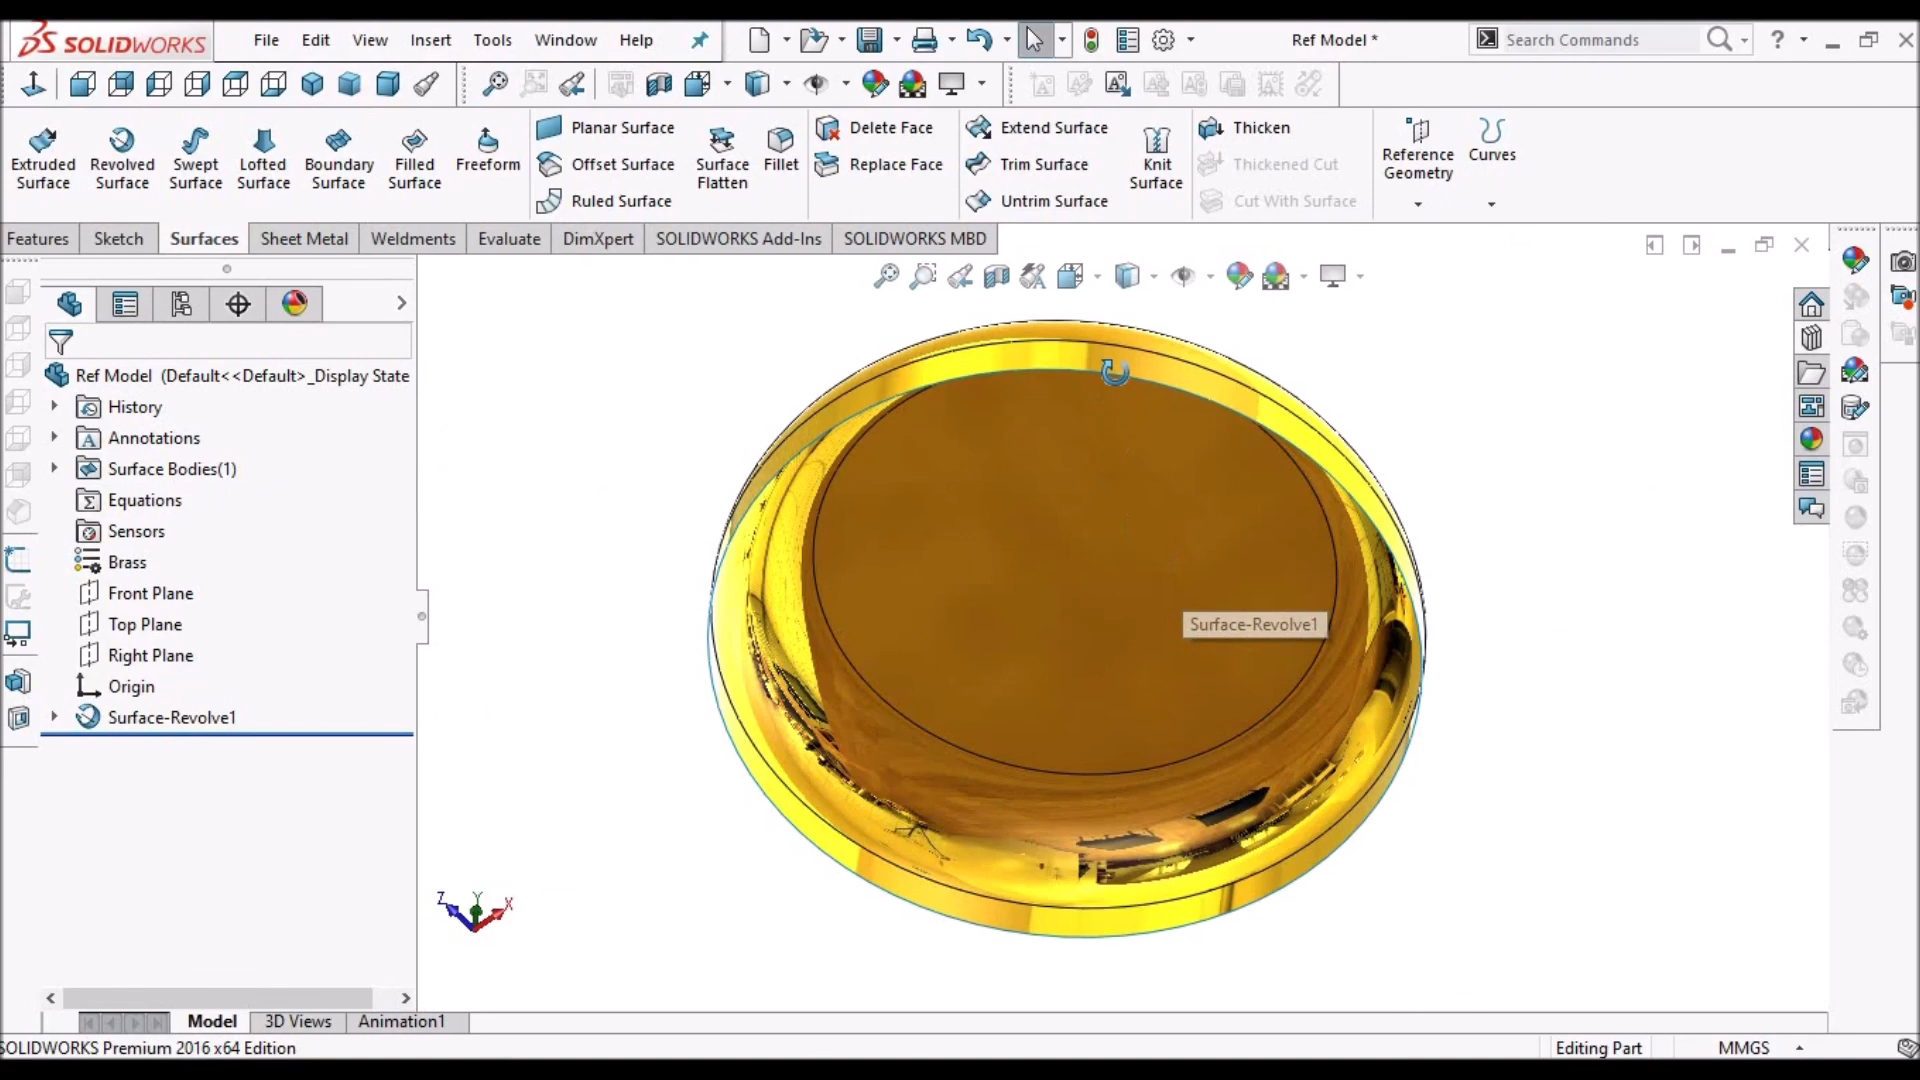 SOLIDWORKS File Edit View Insert Tools Window Help Ref Model * Search Commands ?
Extruded Surface Revolved Surface Swept Surface Lofted Surface Boundary Surface Filled Surface Freeform
Planar Surface
Offset Surface
Ruled Surface
Surface Flatten Fillet
Delete Face
Replace Face
Extend Surface
Trim Surface
Untrim Surface
Knit Surface
Thicken
Thickened Cut
Cut With Surface
Reference Geometry Curves
Features Sketch Surfaces Sheet Metal Weldments Evaluate DimXpert SOLIDWORKS Add-Ins SOLIDWORKS MBD
Ref Model (Default<<Default>_Display State
History
Annotations
Surface Bodies(1)
Equations
Sensors
Brass
Front Plane
Top Plane
Right Plane
Origin
Surface-Revolve1
Surface-Revolve1
Z Y X
Model 3D Views Animation1
SOLIDWORKS Premium 2016 x64 Edition Editing Part MMGS